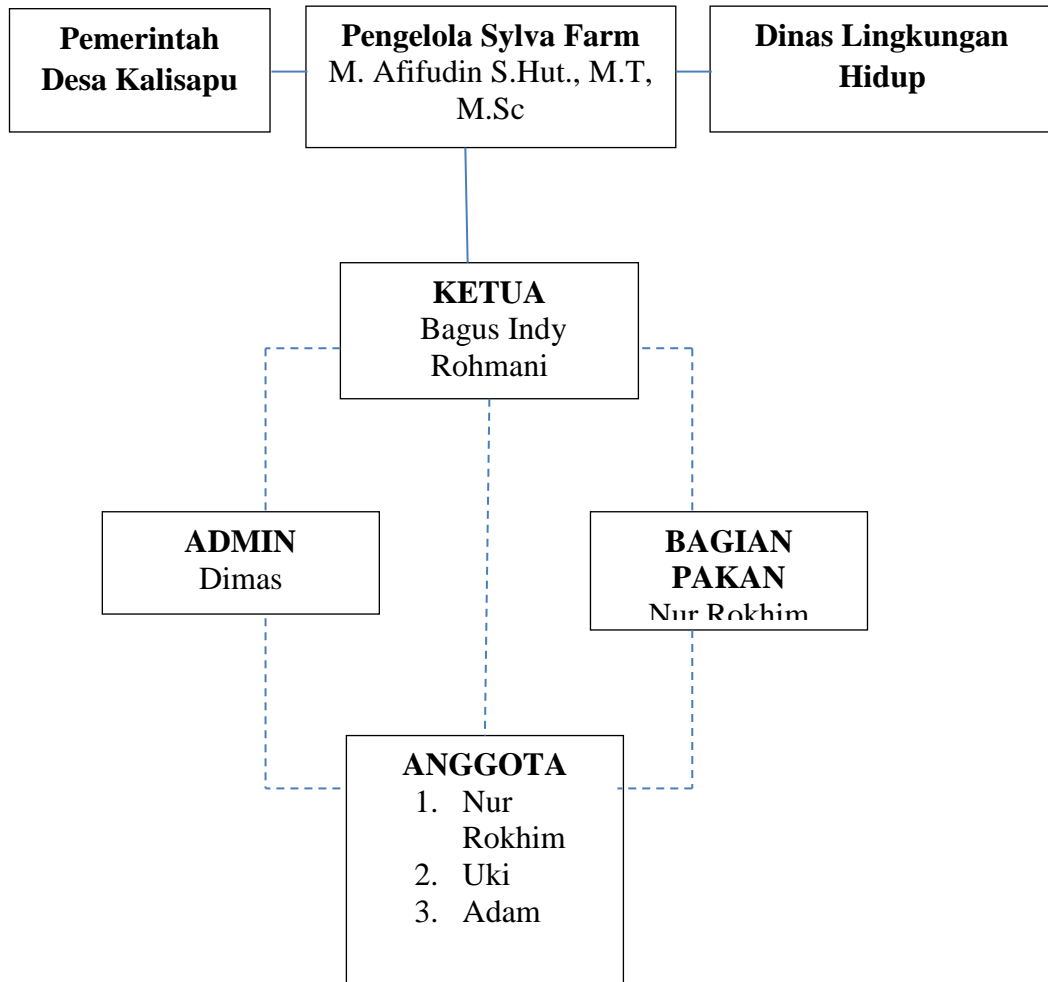 Pemerintah
Desa Kalisapu
Pengelola Sylva Farm
M. Afifudin S.Hut., M.T,
M.Sc
Dinas Lingkungan
Hidup
KETUA
Bagus Indy
Rohmani
ADMIN
Dimas
BAGIAN
PAKAN
Nur Rokhim
ANGGOTA
1. Nur
Rokhim
2. Uki
3. Adam